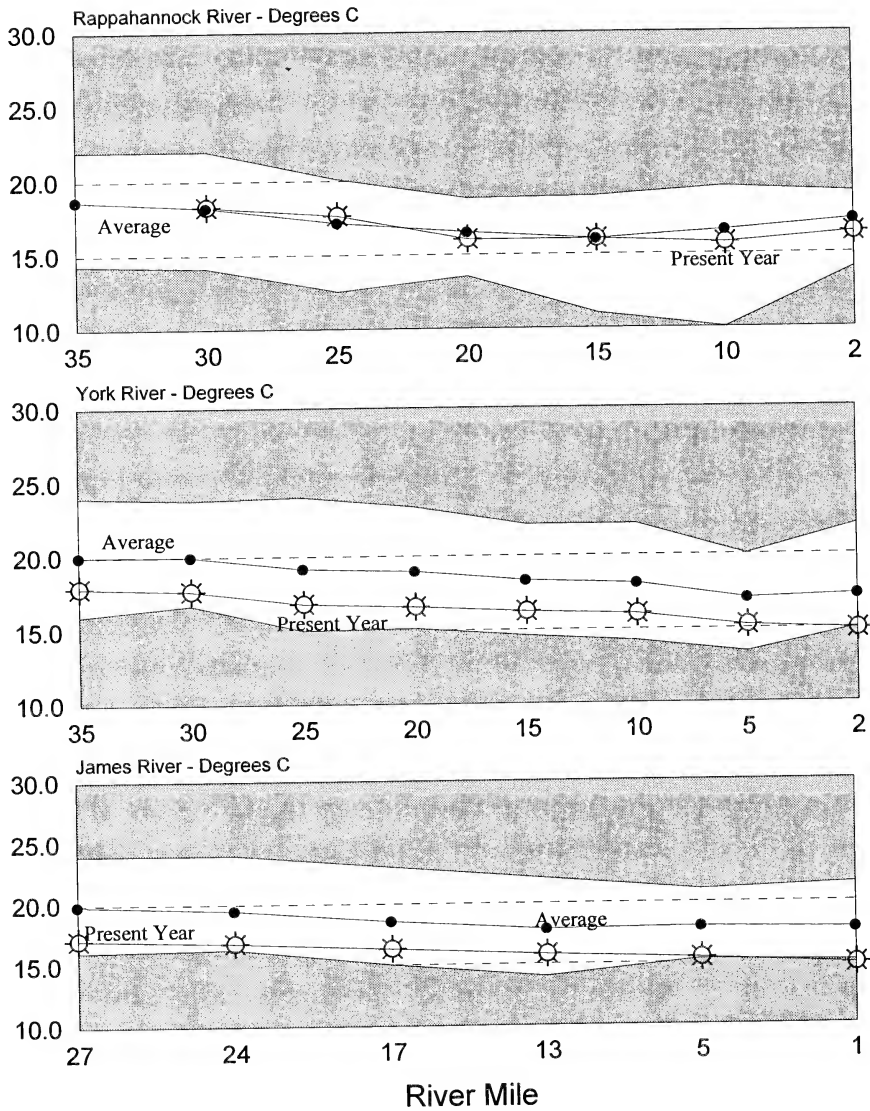 Rappahannock River - Degrees C
30.0
25.0
20.0
15.0
10.0
Average
Present Year
35 30 25 20 15 10 2
York River - Degrees C
30.0
25.0
20.0
15.0
10.0
Average
Present Year
35 30 25 20 15 10 5 2
James River - Degrees C
30.0
25.0
20.0
15.0
10.0
Average
Present Year
27 24 17 13 5 1
River Mile